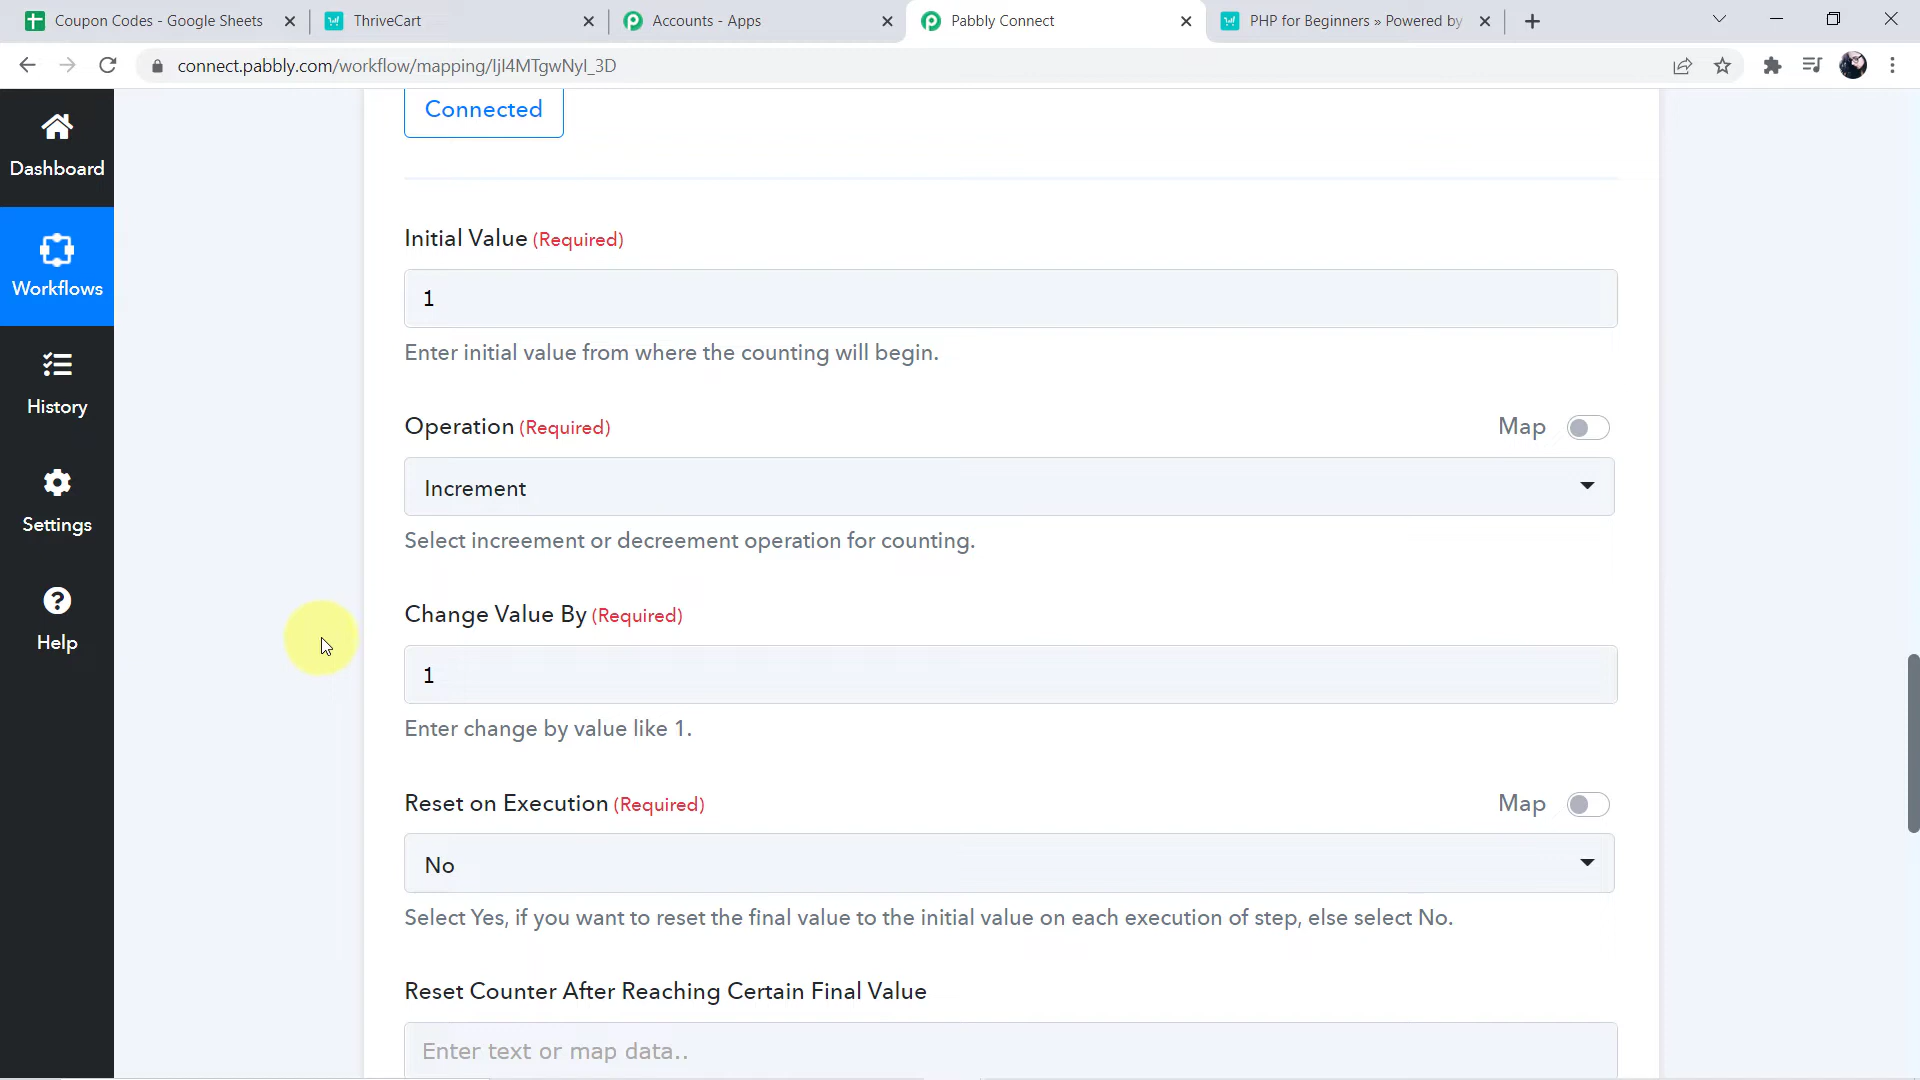 Coupon Codes - Google Sheets
ThriveCart
Accounts - Apps
Pabbly Connect
PHP for Beginners » Powered by
connect.pabbly.com/workflow/mapping/IjI4MTgwNyI_3D
Connected
Dashboard
Workflows
History
Settings
Help
Initial Value (Required)
1
Enter initial value from where the counting will begin.
Operation (Required)
Map
Increment
Select increement or decreement operation for counting.
Change Value By (Required)
1
Enter change by value like 1.
Reset on Execution (Required)
Map
No
Select Yes, if you want to reset the final value to the initial value on each execution of step, else select No.
Reset Counter After Reaching Certain Final Value
Enter text or map data..